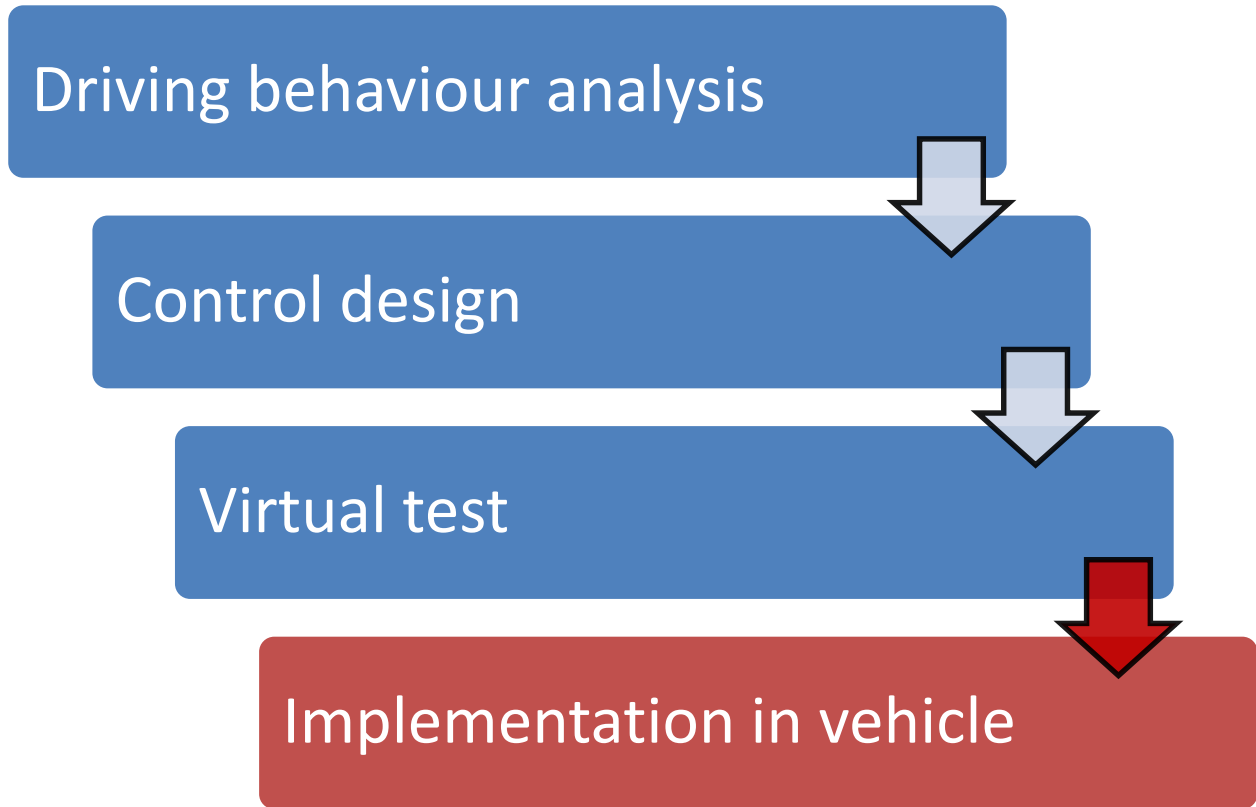 Driving behaviour analysis
Control design
Virtual test
Implementation in vehicle